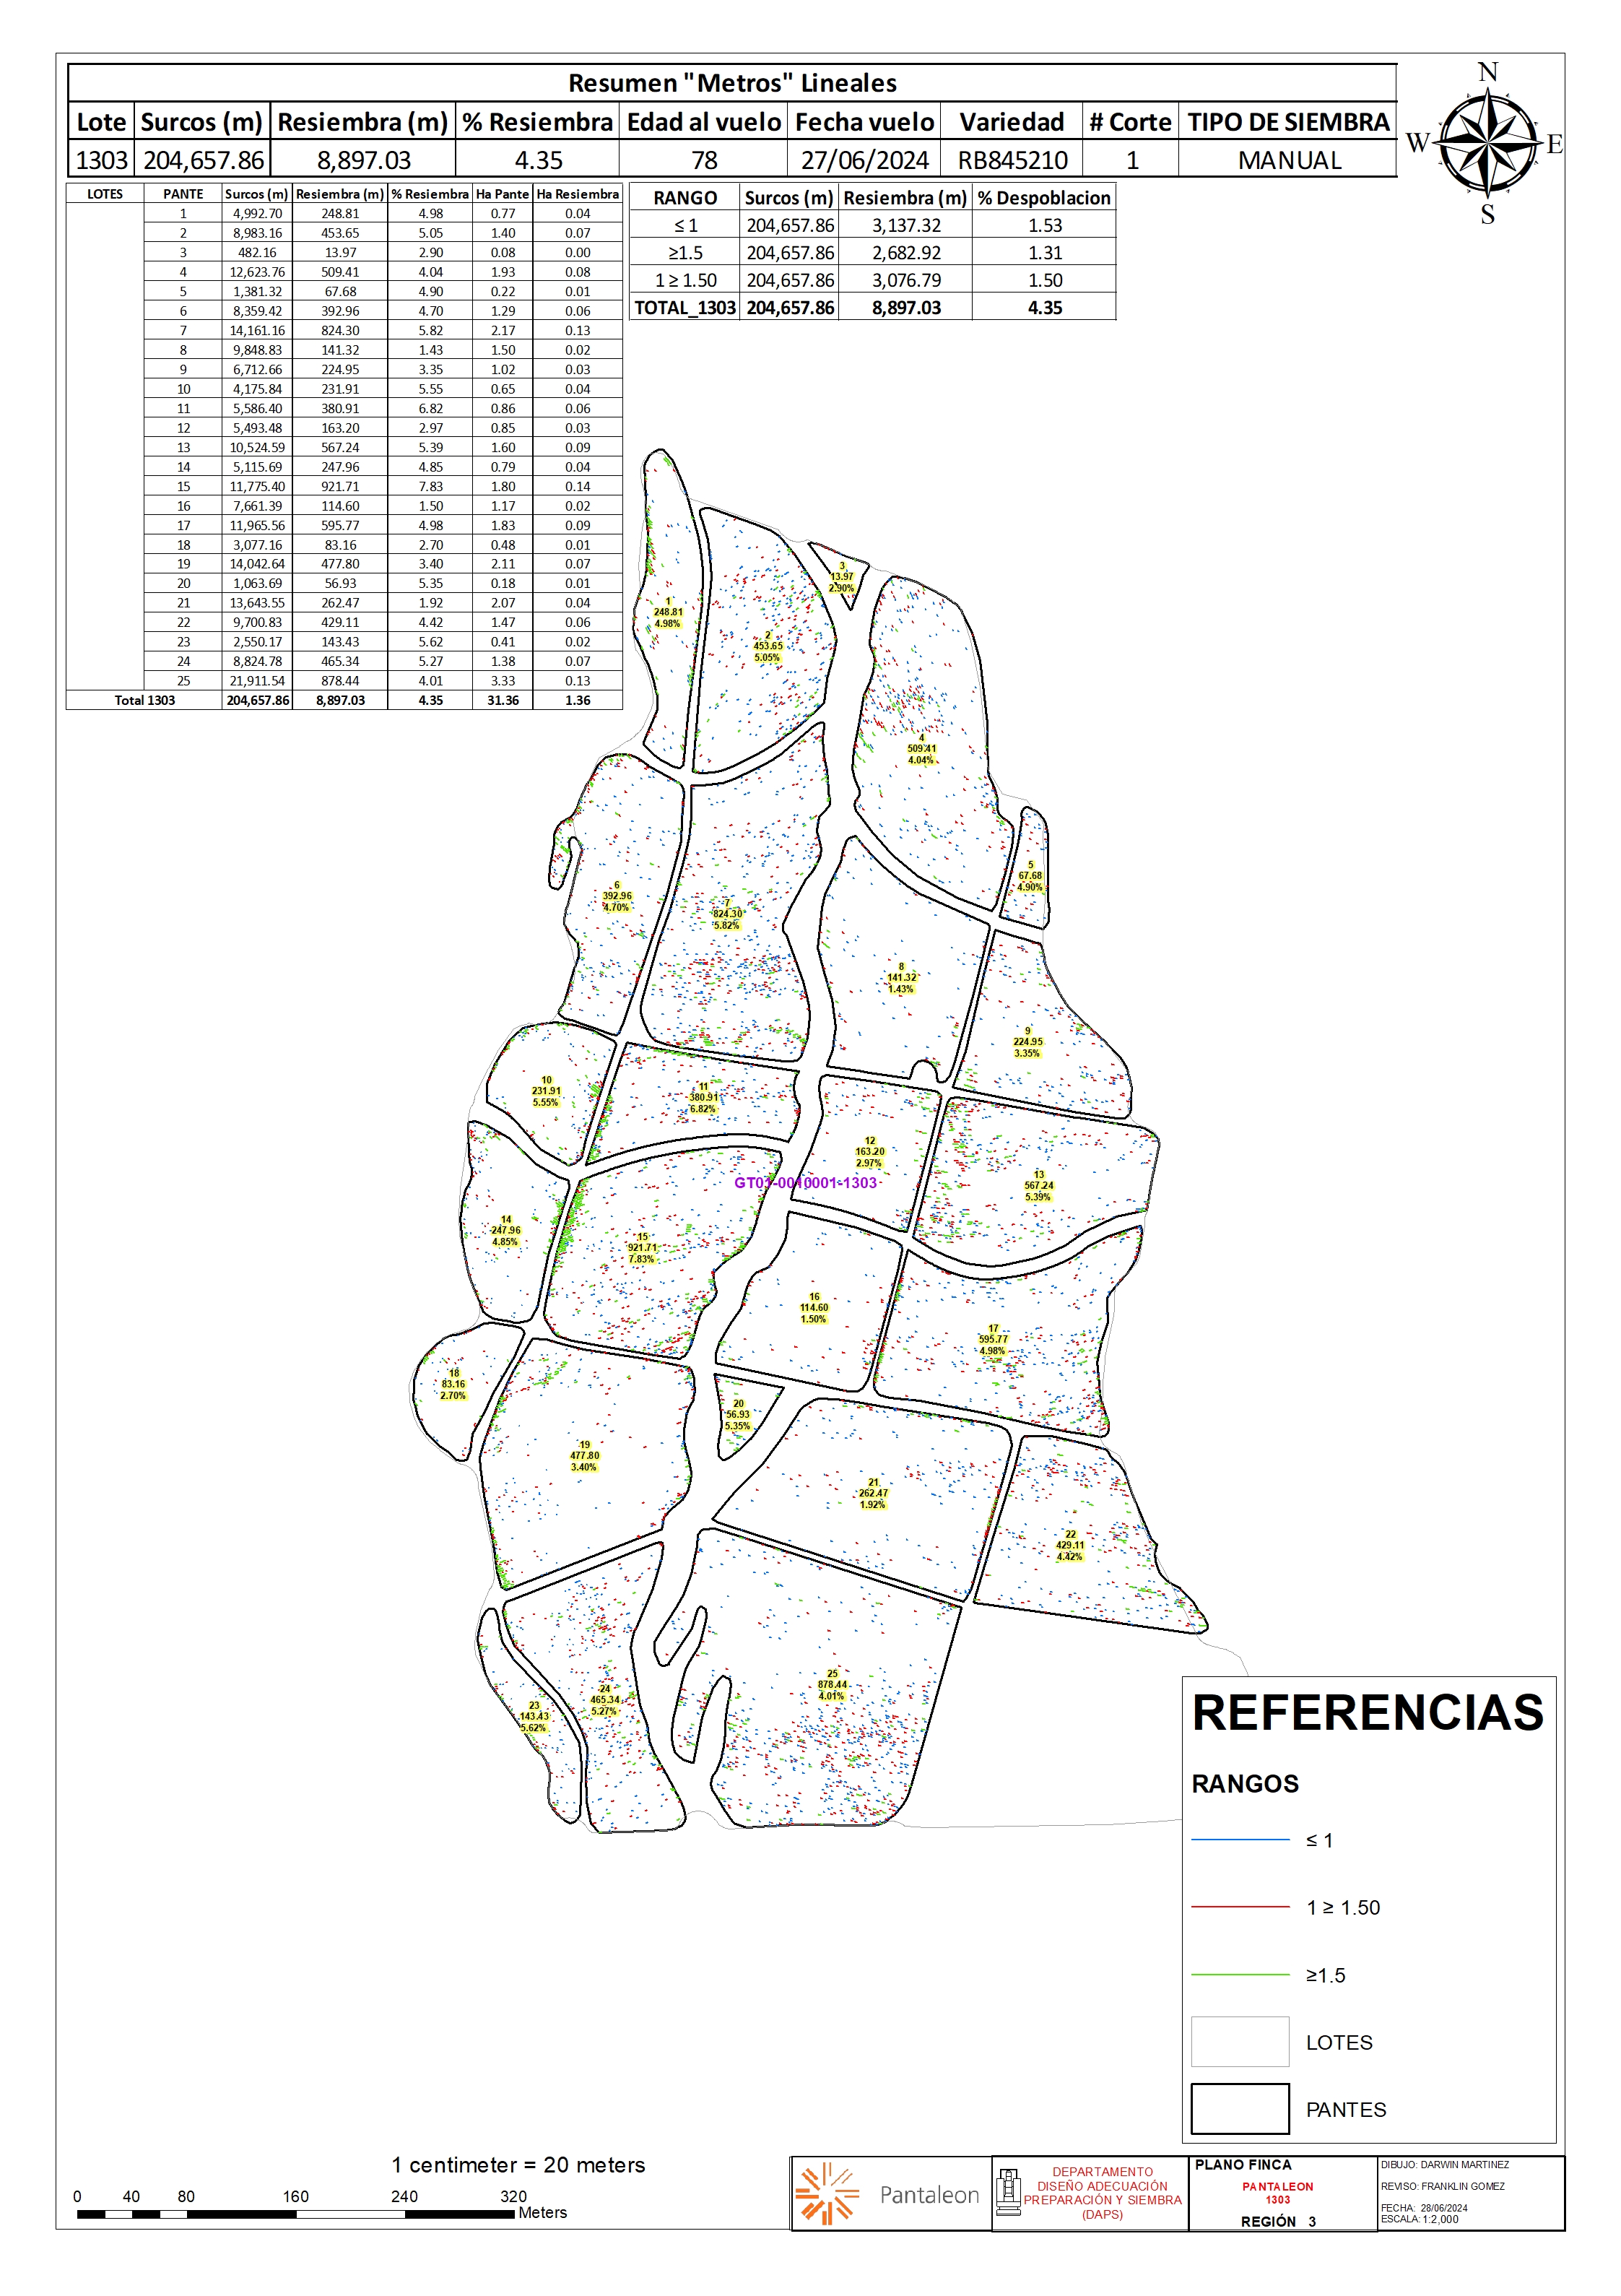 Resumen "Metros" Lineales
Lote Surcos (m) Resiembra (m) % Resiembra Edad al vuelo Fecha vuelo Variedad # Corte TIPO DE SIEMBRA
1303 204,657.86 8,897.03 4.35 78 27/06/2024 RB845210 1 MANUAL
N
W E
S
LOTES PANTE Surcos (m) Resiembra (m) % Resiembra Ha Pante Ha Resiembra
1 4,992.70 248.81 4.98 0.77 0.04
2 8,983.16 453.65 5.05 1.40 0.07
3 482.16 13.97 2.90 0.08 0.00
4 12,623.76 509.41 4.04 1.93 0.08
5 1,381.32 67.68 4.90 0.22 0.01
6 8,359.42 392.96 4.70 1.29 0.06
7 14,161.16 824.30 5.82 2.17 0.13
8 9,848.83 141.32 1.43 1.50 0.02
9 6,712.66 224.95 3.35 1.02 0.03
10 4,175.84 231.91 5.55 0.65 0.04
11 5,586.40 380.91 6.82 0.86 0.06
12 5,493.48 163.20 2.97 0.85 0.03
13 10,524.59 567.24 5.39 1.60 0.09
14 5,115.69 247.96 4.85 0.79 0.04
15 11,775.40 921.71 7.83 1.80 0.14
16 7,661.39 114.60 1.50 1.17 0.02
17 11,965.56 595.77 4.98 1.83 0.09
18 3,077.16 83.16 2.70 0.48 0.01
19 14,042.64 477.80 3.40 2.11 0.07
20 1,063.69 56.93 5.35 0.18 0.01
21 13,643.55 262.47 1.92 2.07 0.04
22 9,700.83 429.11 4.42 1.47 0.06
23 2,550.17 143.43 5.62 0.41 0.02
24 8,824.78 465.34 5.27 1.38 0.07
25 21,911.54 878.44 4.01 3.33 0.13
Total 1303 204,657.86 8,897.03 4.35 31.36 1.36
RANGO Surcos (m) Resiembra (m) % Despoblacion
≤ 1 204,657.86 3,137.32 1.53
≥1.5 204,657.86 2,682.92 1.31
1 ≥ 1.50 204,657.86 3,076.79 1.50
TOTAL_1303 204,657.86 8,897.03 4.35
3
13.97
2.90%
1
248.81
4.98%
2
453.65
5.05%
4
509.41
4.04%
5
67.68
4.90%
6
392.96
4.70%
7
824.30
5.82%
8
141.32
1.43%
9
224.95
3.35%
10
231.91
5.55%
11
380.91
6.82%
12
163.20
2.97%
13
567.24
5.39%
GT03-0010001-1303
14
247.96
4.85%
15
921.71
7.83%
16
114.60
1.50%
17
595.77
4.98%
18
83.16
2.70%
20
56.93
5.35%
19
477.80
3.40%
21
262.47
1.92%
22
429.11
4.42%
25
878.44
4.01%
24
465.34
5.27%
23
143.43
5.62%
REFERENCIAS
RANGOS
≤ 1
1 ≥ 1.50
≥1.5
LOTES
PANTES
1 centimeter = 20 meters
0 40 80 160 240 320
Meters
Pantaleon
DEPARTAMENTO
DISEÑO ADECUACIÓN
PREPARACIÓN Y SIEMBRA
(DAPS)
PLANO FINCA
PANTALEON
1303
REGIÓN 3
DIBUJO: DARWIN MARTINEZ
REVISO: FRANKLIN GOMEZ
FECHA: 28/06/2024
ESCALA: 1:2,000